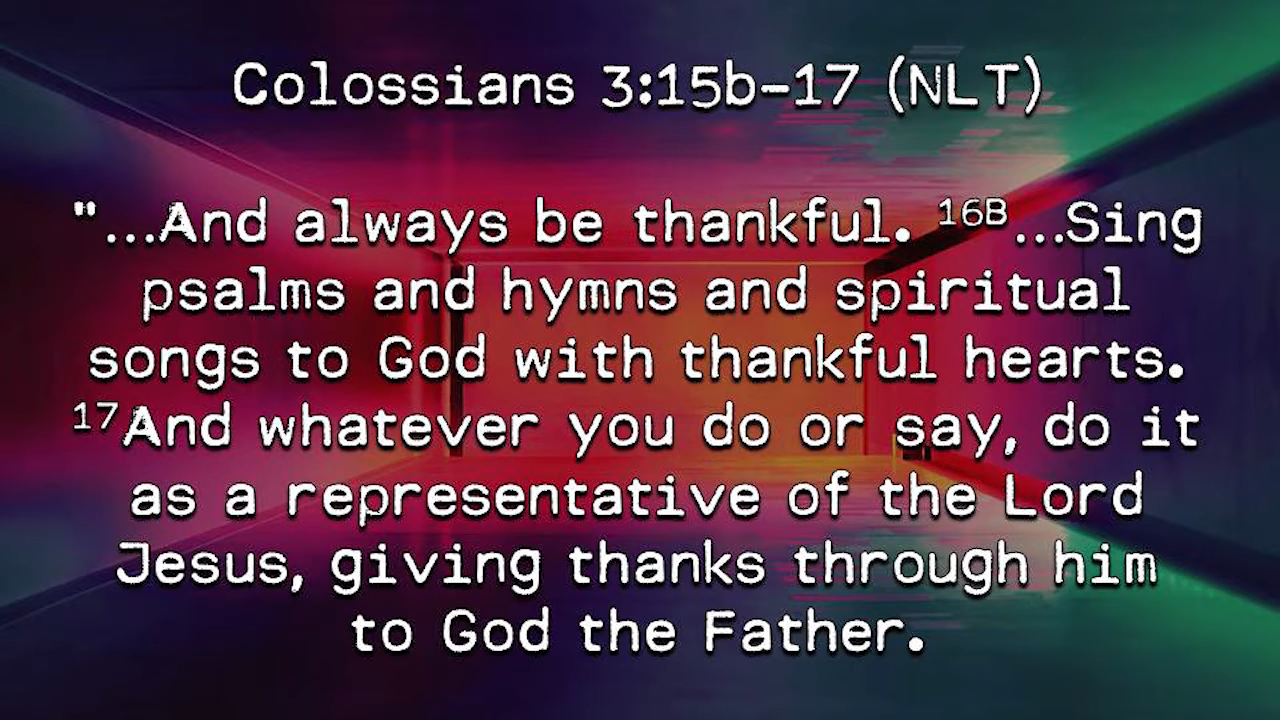 Colossians 3:15b-17 (NLT)
"...And always be thankful. 16B...Sing
psalms and hymns and spiritual
songs to God with thankful hearts.
17And whatever you do or say, do it
as a representative of the Lord
Jesus, giving thanks through him
to God the Father.